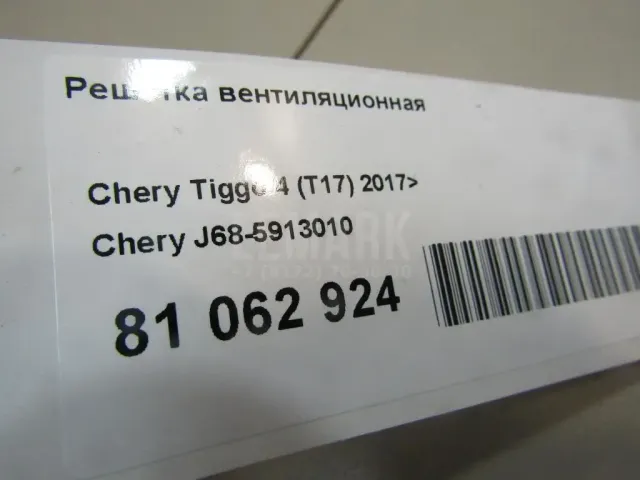 Решетка вентиляционная
Chery Tiggo 4 (T17) 2017>
Chery J68-5913010
81 062 924